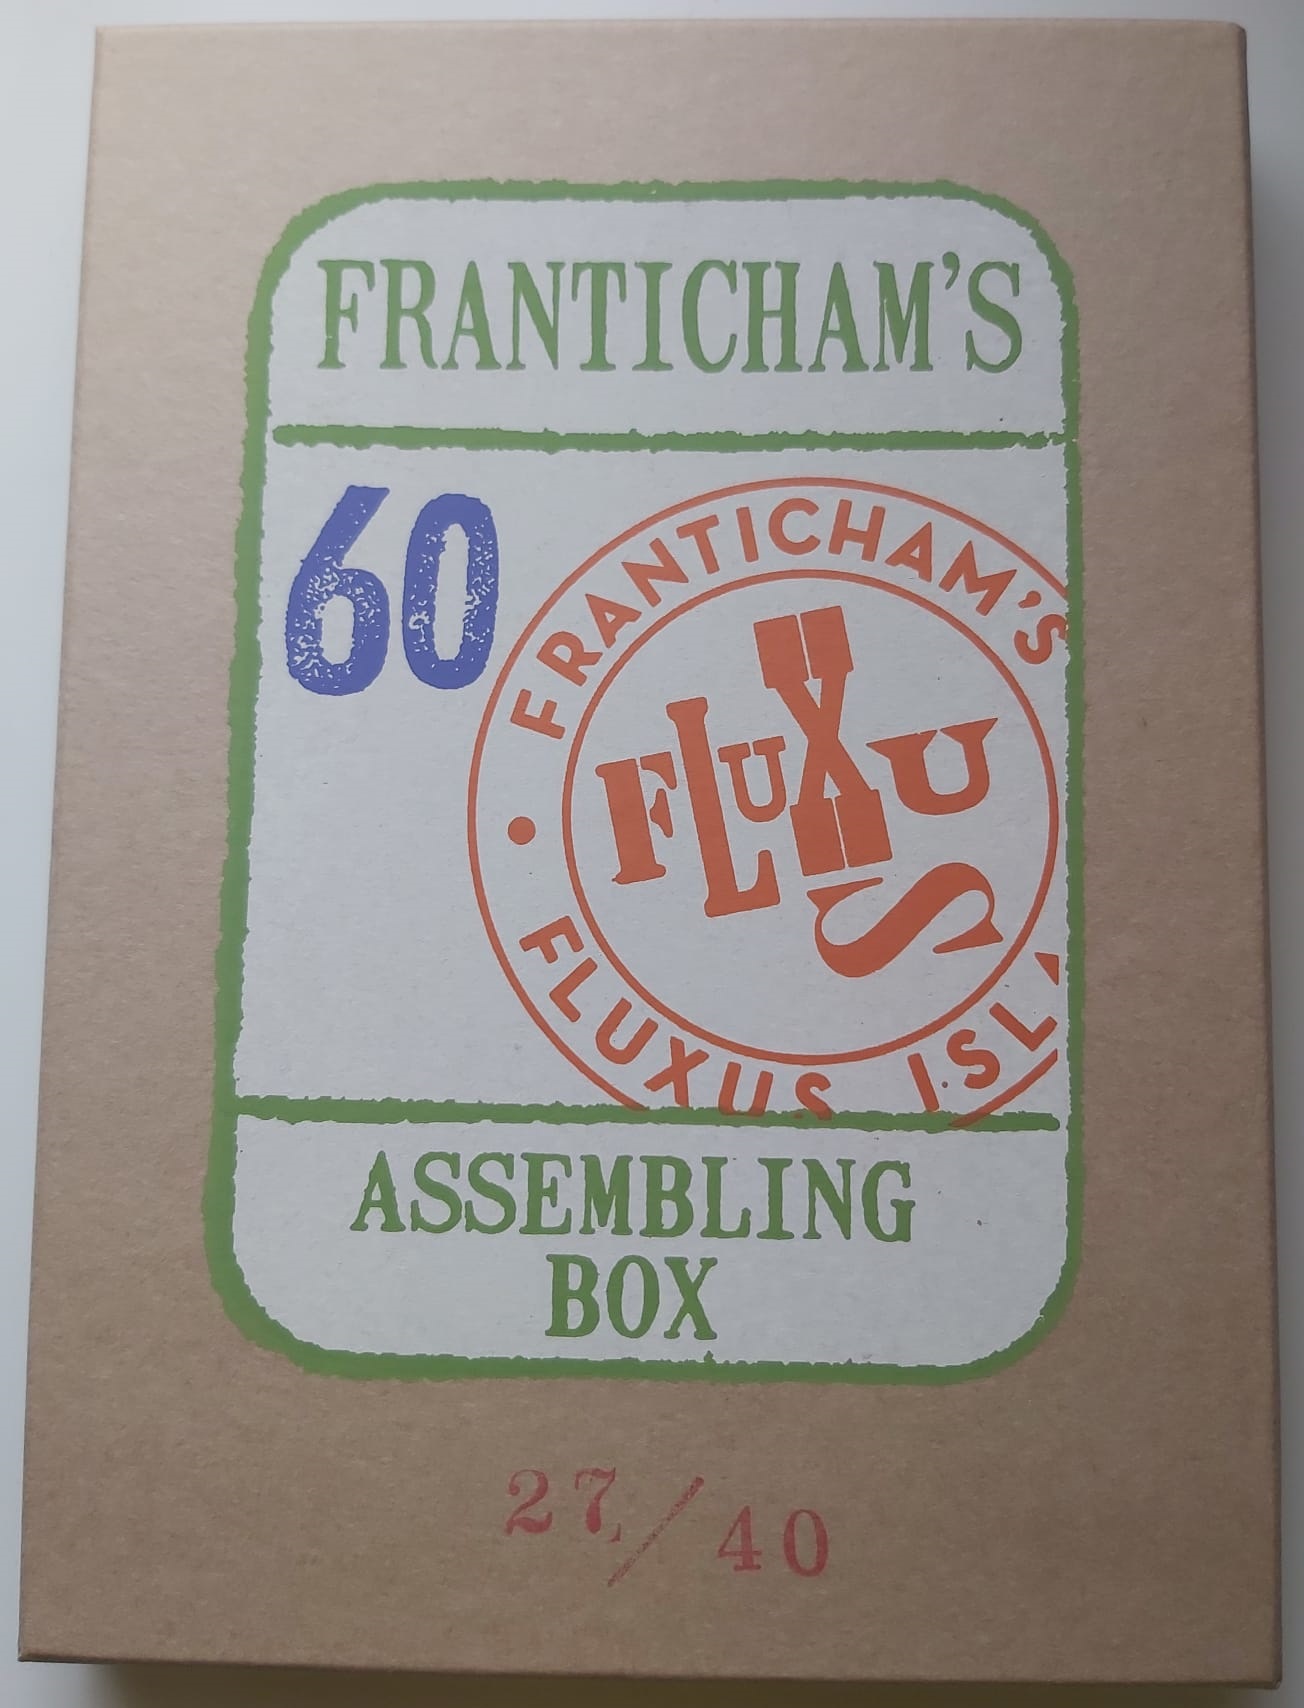 FRANTICHAM'S
60
FRANTICHAM'S
FLUXUS
FLUXUS ISL
ASSEMBLING
BOX
27/40